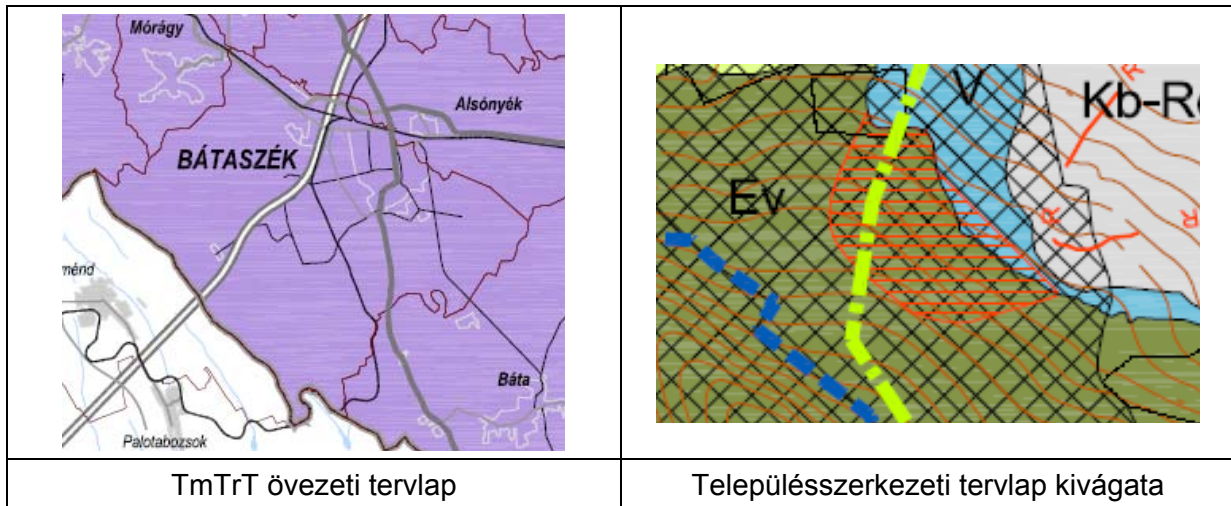 Mórágy
Alsónyék
BÁTASZÉK
Báta
Palotabozsok
V
Kb-R
Ev
R
R
R
TmTrT övezeti tervlap
Településszerkezeti tervlap kivágata